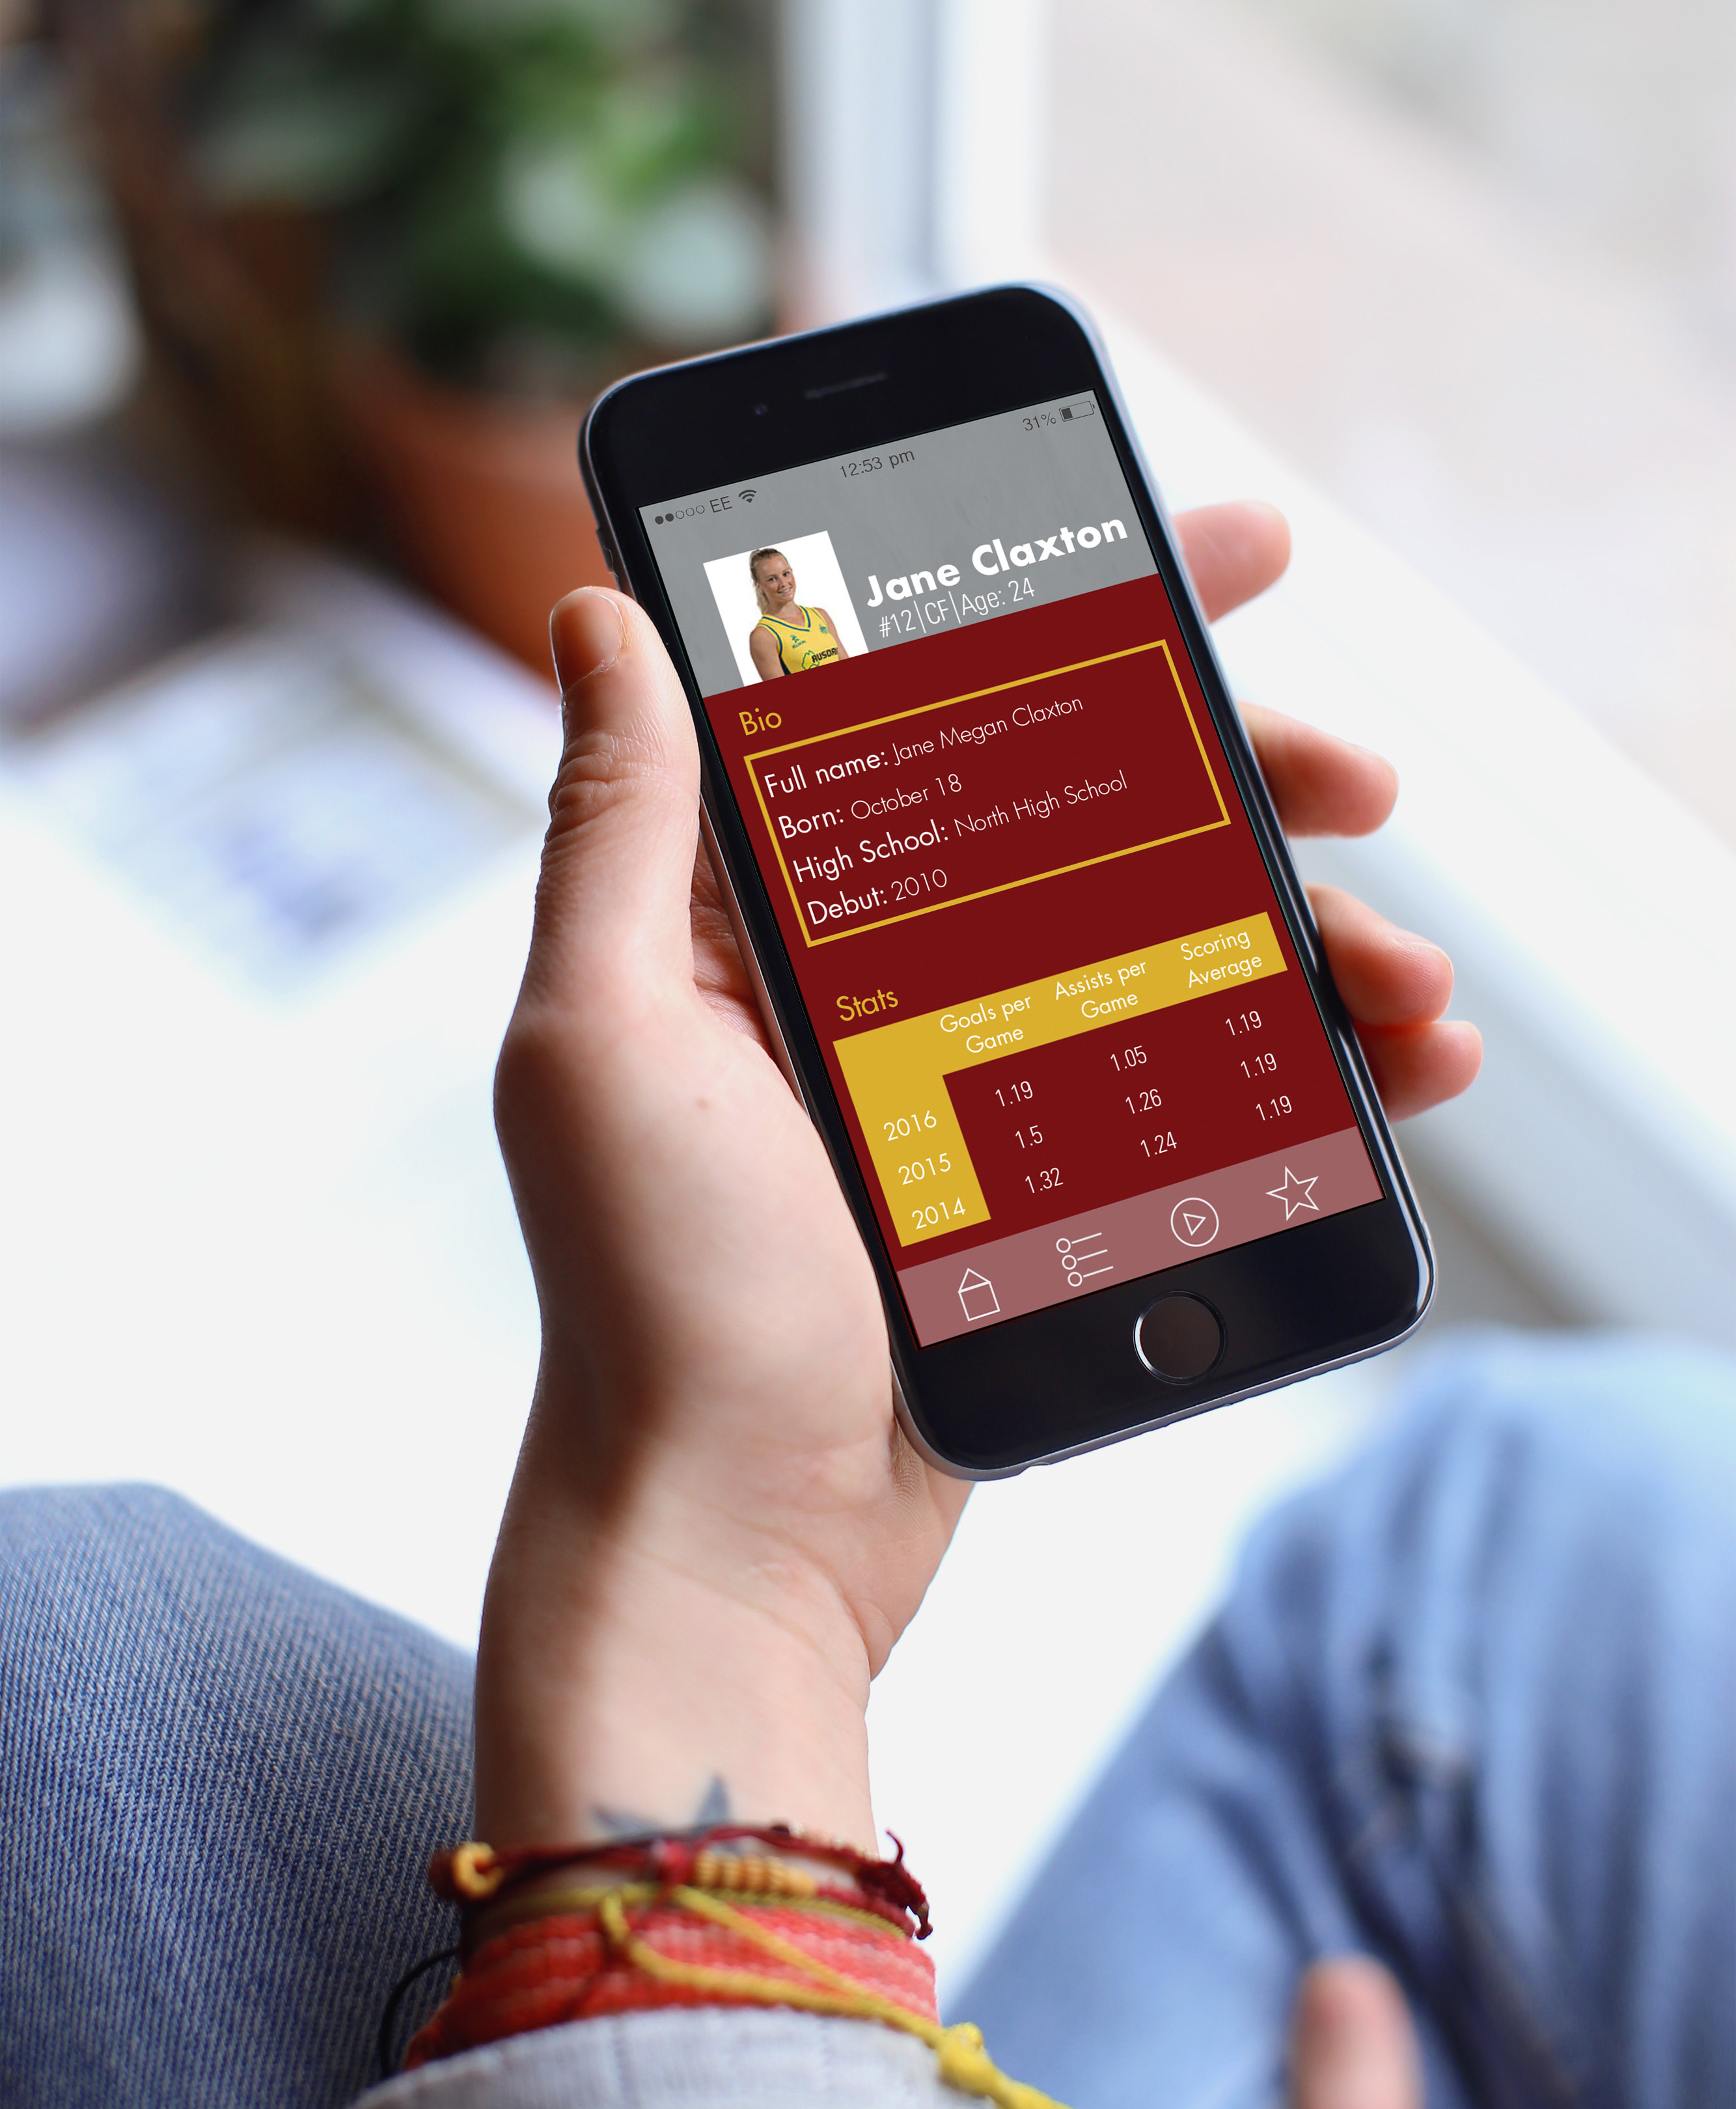 ●●○○○ EE 12:53 pm 31%
Jane Claxton
#12|CF|Age: 24
Bio
Full name: Jane Megan Claxton
Born: October 18
High School: North High School
Debut: 2010
Stats
Goals per Game Assists per Game Scoring Average
2016 1.19 1.05 1.19
2015 1.5 1.26 1.19
2014 1.32 1.24 1.19